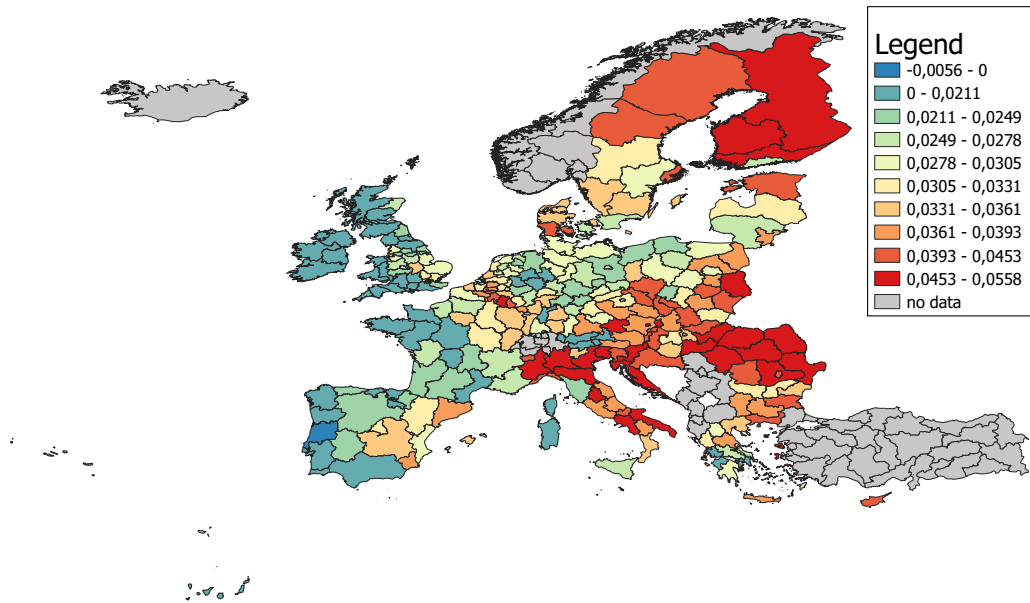 Legend
-0,0056 - 0
0 - 0,0211
0,0211 - 0,0249
0,0249 - 0,0278
0,0278 - 0,0305
0,0305 - 0,0331
0,0331 - 0,0361
0,0361 - 0,0393
0,0393 - 0,0453
0,0453 - 0,0558
no data